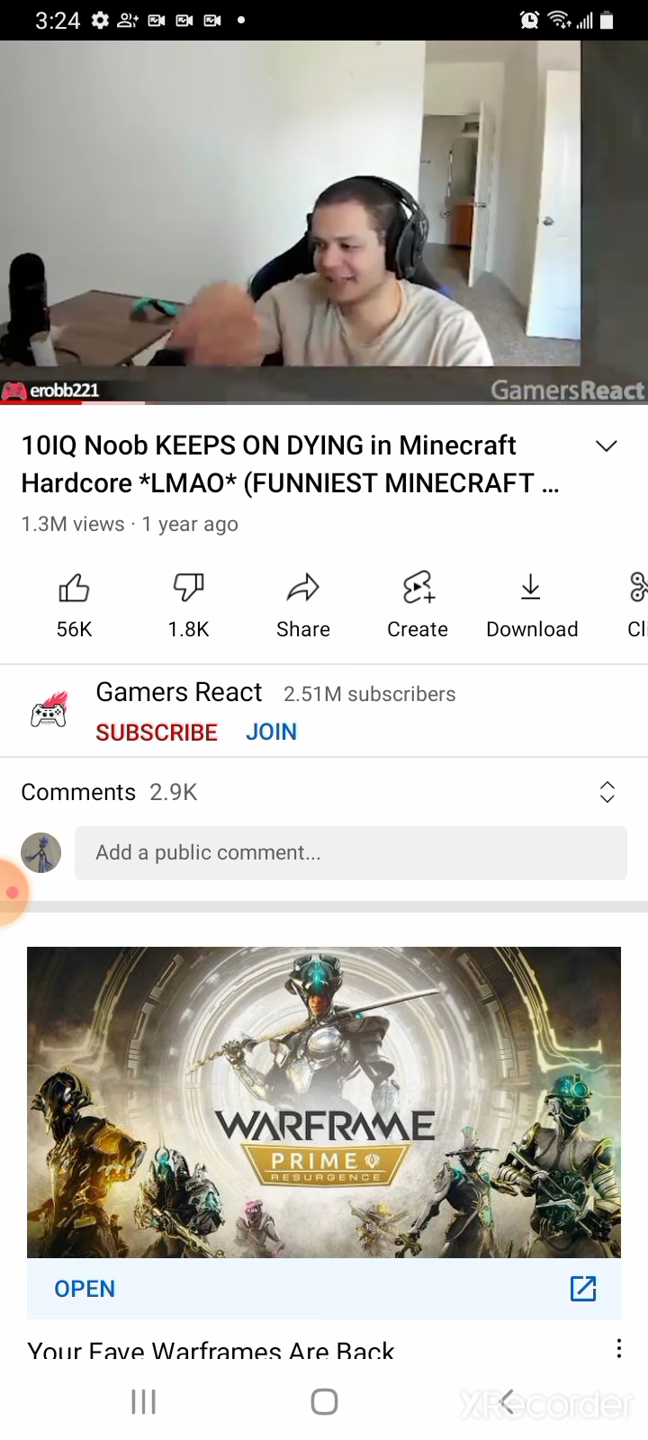 3:24
erobb221
GamersReact
10IQ Noob KEEPS ON DYING in Minecraft
Hardcore *LMAO* (FUNNIEST MINECRAFT ...
1.3M views · 1 year ago
56K
1.8K
Share
Create
Download
Cli
Gamers React 2.51M subscribers
SUBSCRIBE JOIN
Comments 2.9K
Add a public comment...
WARFRAME
PRIME
RESURGENCE
OPEN
Your Fave Warframes Are Back
XRecorder